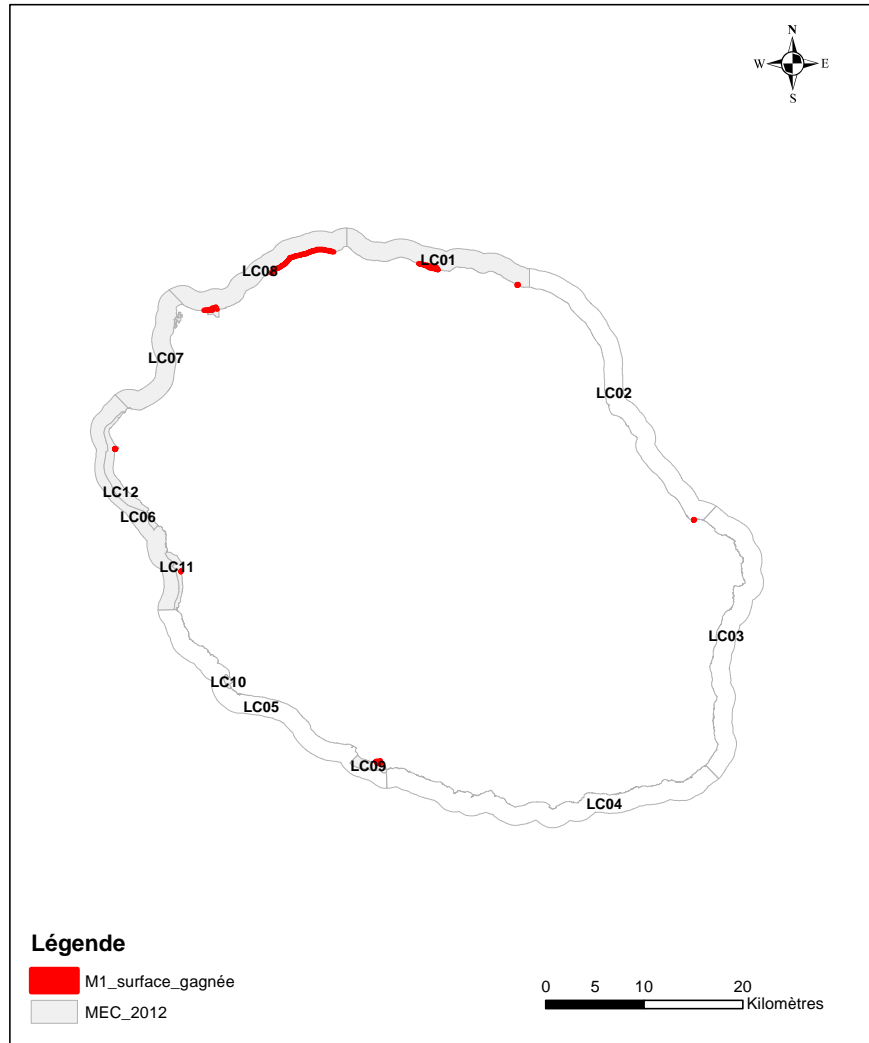 N
W E
S
LC01
LC08
LC07
LC02
LC12
LC06
LC11
LC03
LC10
LC05
LC09
LC04
Légende
M1_surface_gagnée
MEC_2012
0 5 10 20
Kilomètres